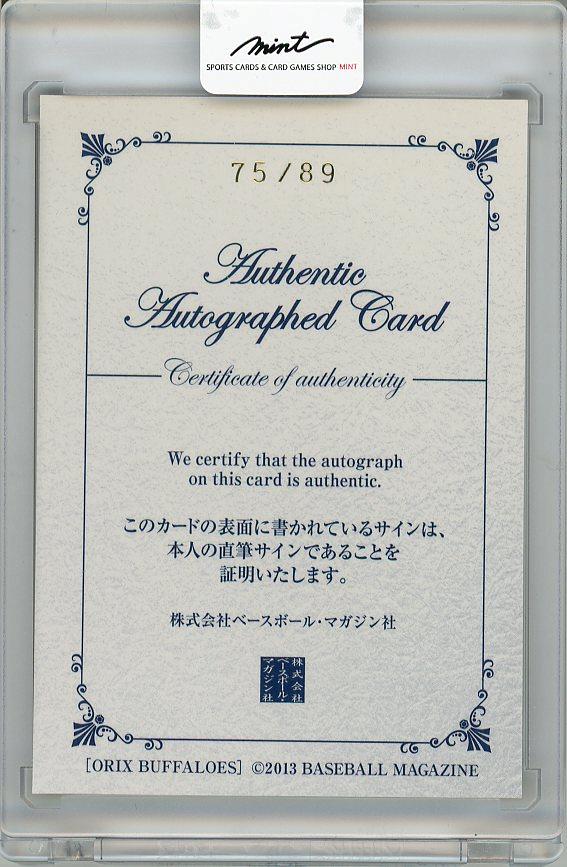 mint
SPORTS CARDS & CARD GAMES SHOP MINT
75/89
Authentic
Autographed Card
Certificate of authenticity
We certify that the autograph
on this card is authentic.
このカードの表面に書かれているサインは、
本人の直筆サインであることを
証明いたします。
株式会社ベースボール・マガジン社
株式会社
ベースボール・
マガジン社
[ORIX BUFFALOES] ©2013 BASEBALL MAGAZINE